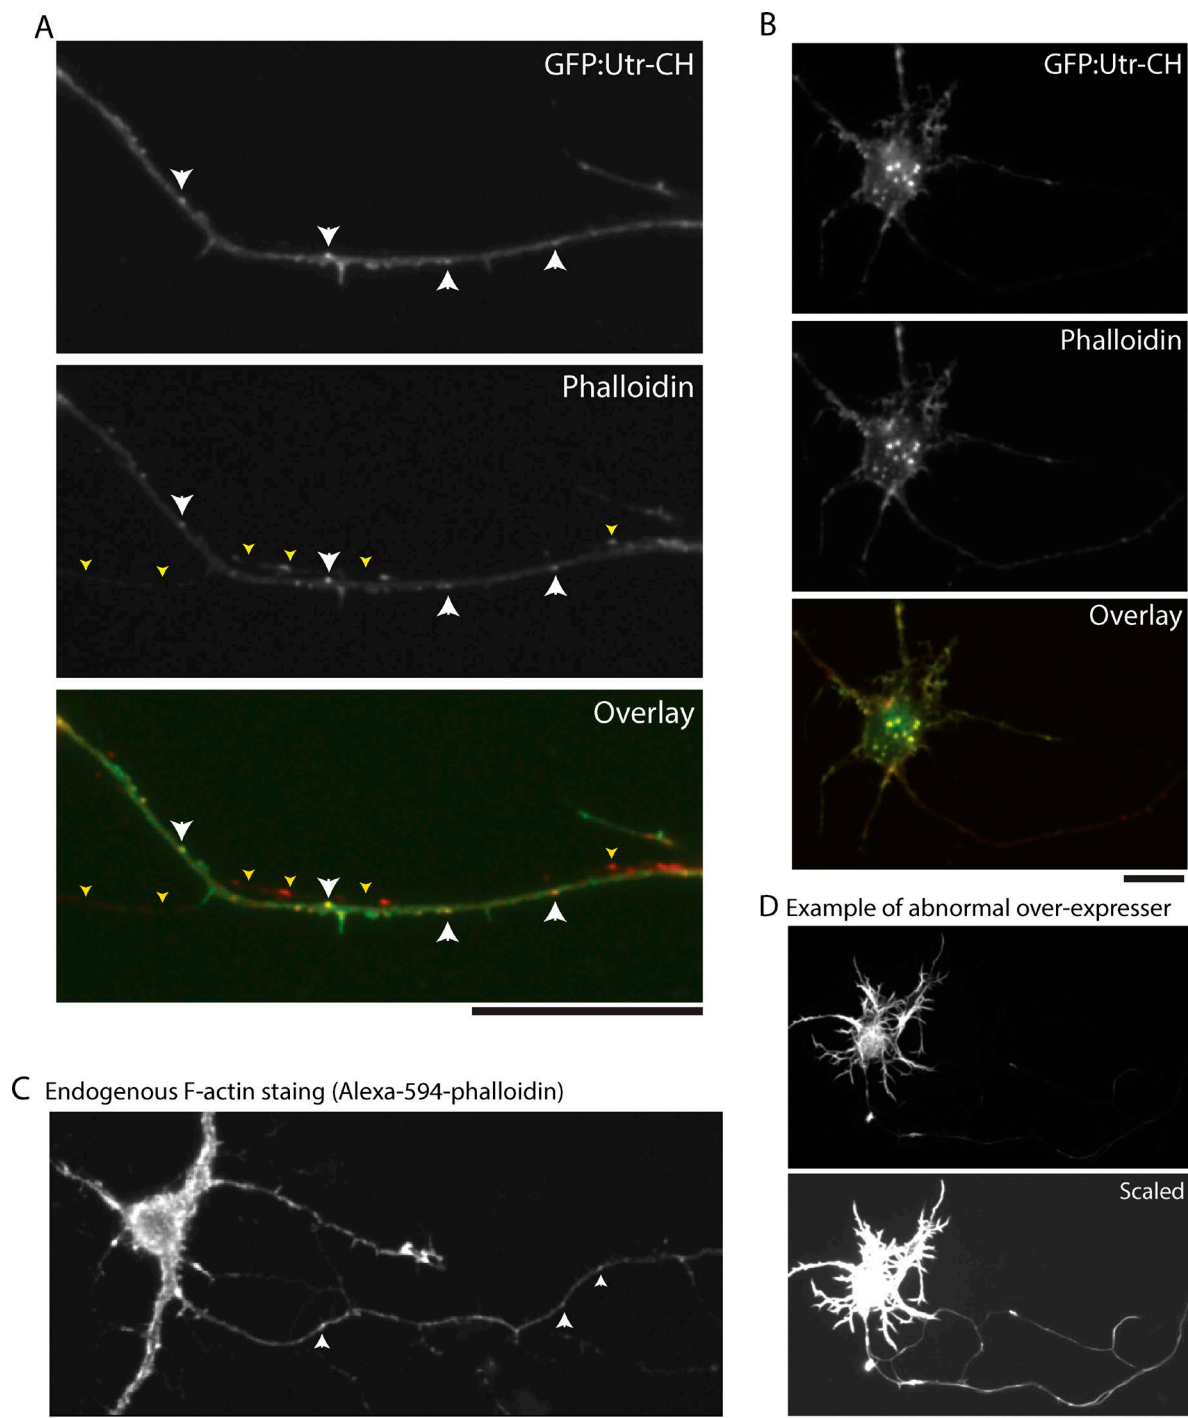 A
GFP:Utr-CH
Phalloidin
Overlay
B
GFP:Utr-CH
Phalloidin
Overlay
C Endogenous F-actin staing (Alexa-594-phalloidin)
D Example of abnormal over-expresser
Scaled